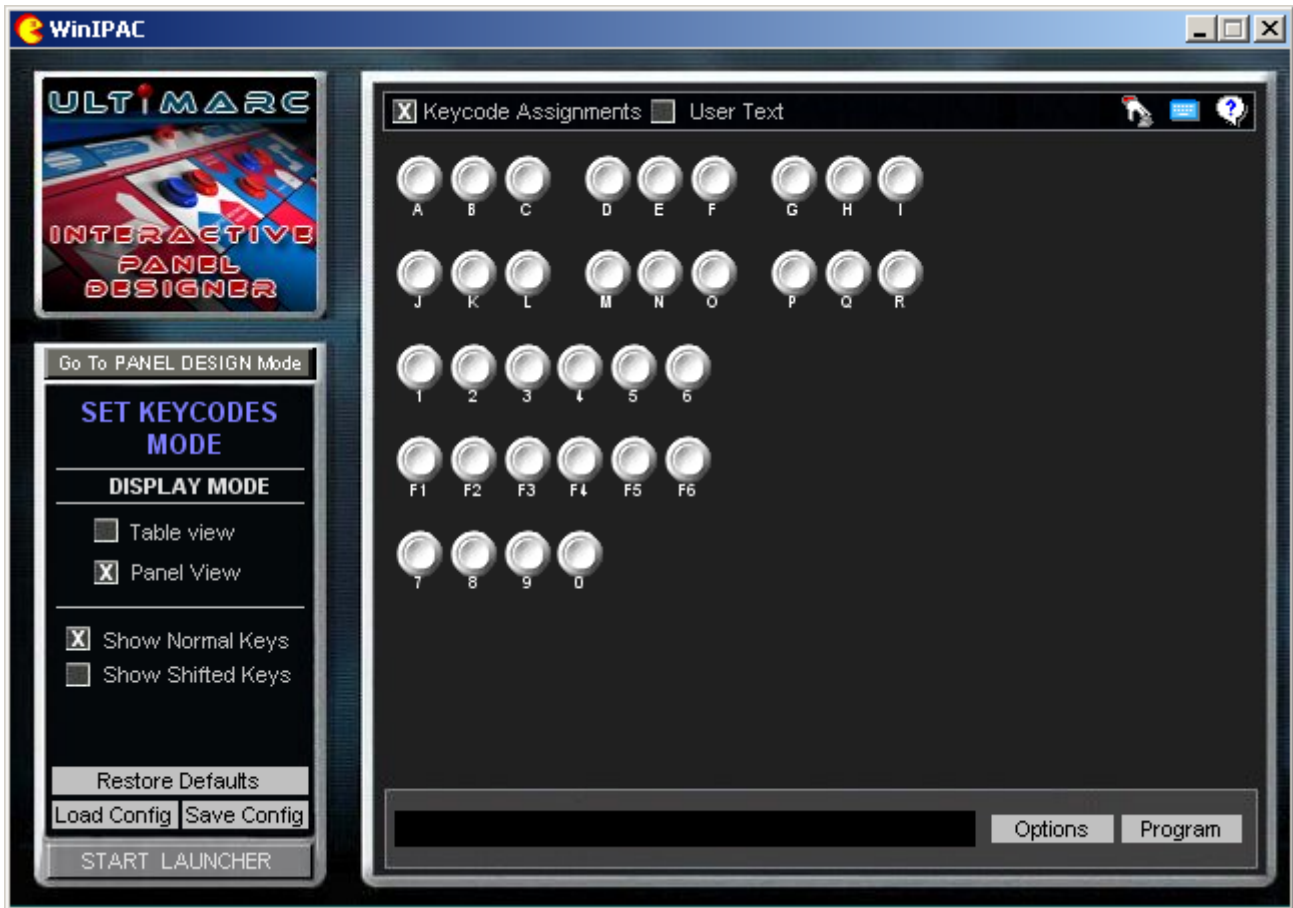 WinIPAC
ULTIMARC
INTERACTIVE
PANEL
DESIGNER
Go To PANEL DESIGN Mode
SET KEYCODES
MODE
DISPLAY MODE
Table view
X Panel View
X Show Normal Keys
Show Shifted Keys
Restore Defaults
Load Config Save Config
START LAUNCHER
X Keycode Assignments User Text
A B C D E F G H I
J K L M N O P Q R
1 2 3 4 5 6
F1 F2 F3 F4 F5 F6
7 8 9 0
Options Program